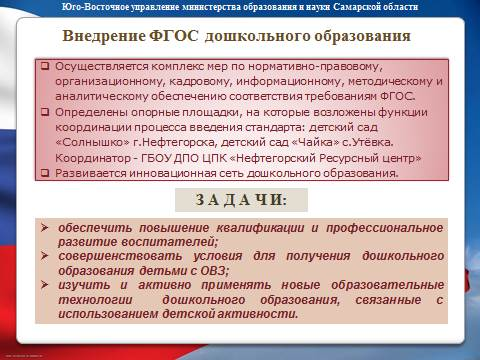 Юго-Восточное управление министерства образования и науки Самарской области
Внедрение ФГОС дошкольного образования
Осуществляется комплекс мер по нормативно-правовому,
организационному, кадровому, информационному, методическому и
аналитическому обеспечению соответствия требованиям ФГОС.
Определены опорные площадки, на которые возложены функции
координации процесса введения стандарта: детский сад
«Солнышко» г.Нефтегорска, детский сад «Чайка» с.Утёвка.
Координатор - ГБОУ ДПО ЦПК «Нефтегорский Ресурсный центр»
Развивается инновационная сеть дошкольного образования.
З А Д А Ч И:
обеспечить повышение квалификации и профессиональное
развитие воспитателей;
совершенствовать условия для получения дошкольного
образования детьми с ОВЗ;
изучить и активно применять новые образовательные
технологии дошкольного образования, связанные с
использованием детской активности.